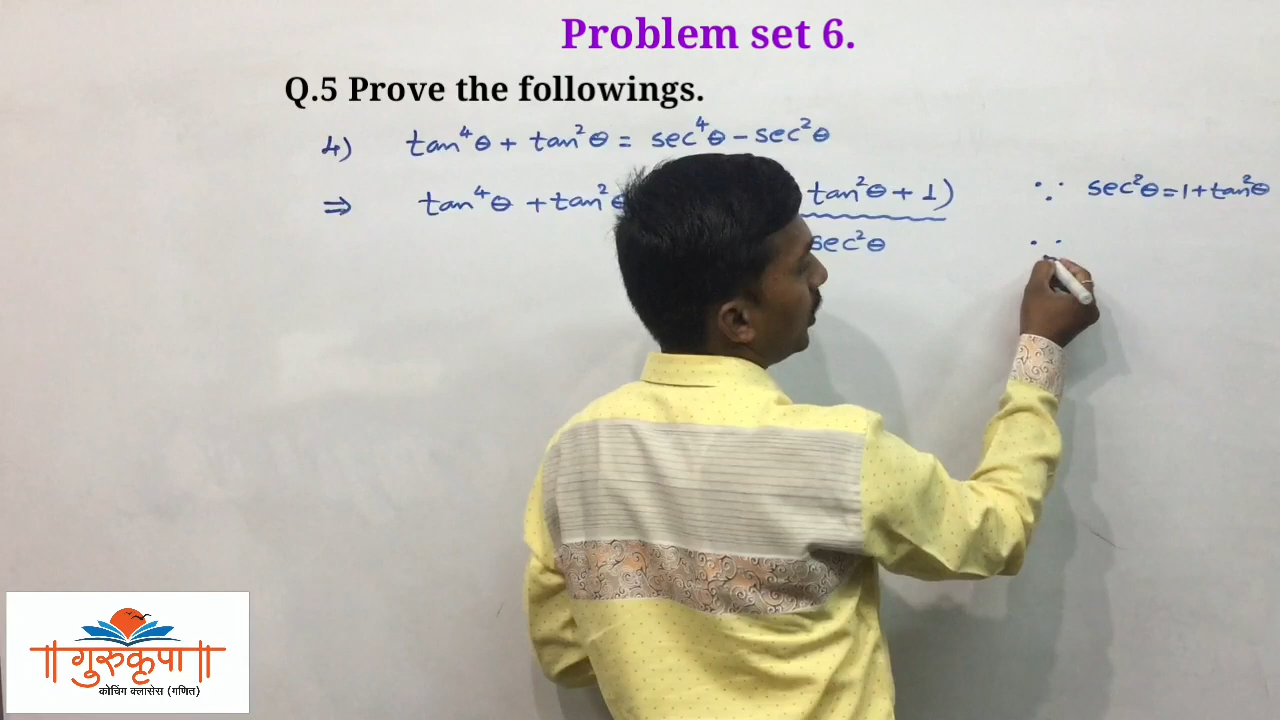 Problem set 6.
Q.5 Prove the followings.
4) tan⁴θ + tan²θ = sec⁴θ - sec²θ
⇒ tan⁴θ + tan²θ tan²θ + 1) ∵ sec²θ = 1 + tan²θ
sec²θ ∵
॥ गुरुकृपा ॥
कोचिंग क्लासेस (गणित)